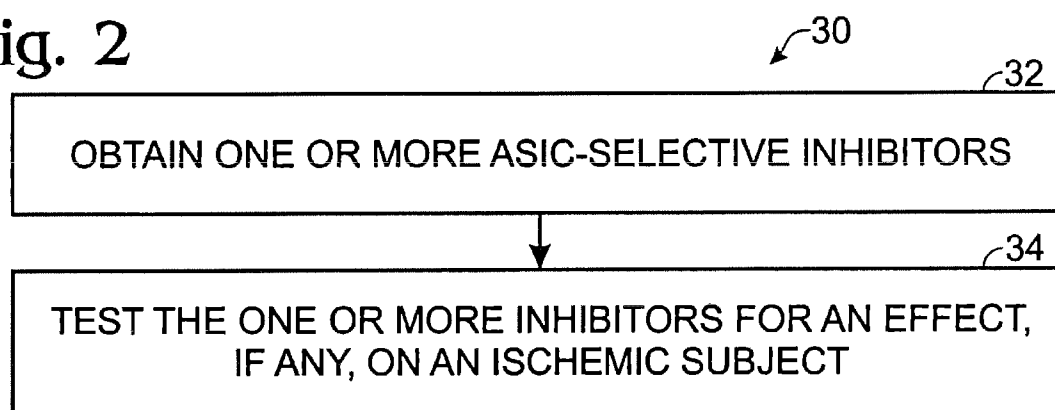 ig. 2
30
32
OBTAIN ONE OR MORE ASIC-SELECTIVE INHIBITORS
34
TEST THE ONE OR MORE INHIBITORS FOR AN EFFECT,
IF ANY, ON AN ISCHEMIC SUBJECT